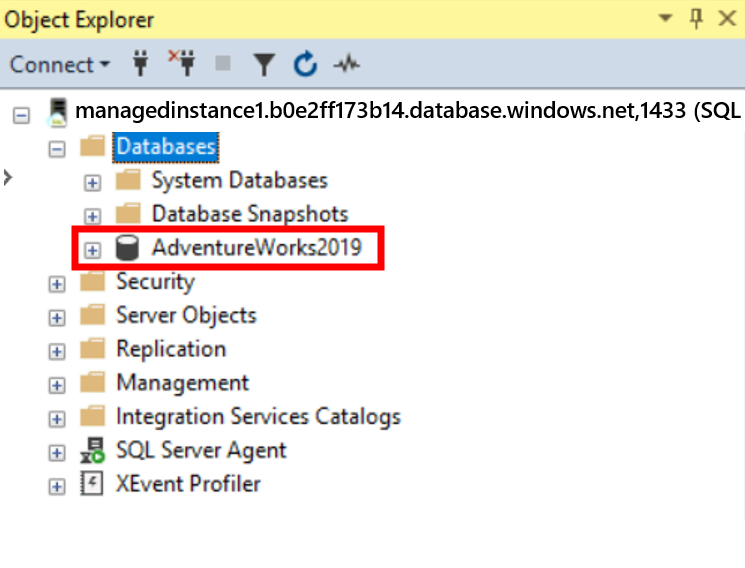 Object Explorer
Connect
managedinstance1.b0e2ff173b14.database.windows.net,1433 (SQL
Databases
System Databases
Database Snapshots
AdventureWorks2019
Security
Server Objects
Replication
Management
Integration Services Catalogs
SQL Server Agent
XEvent Profiler